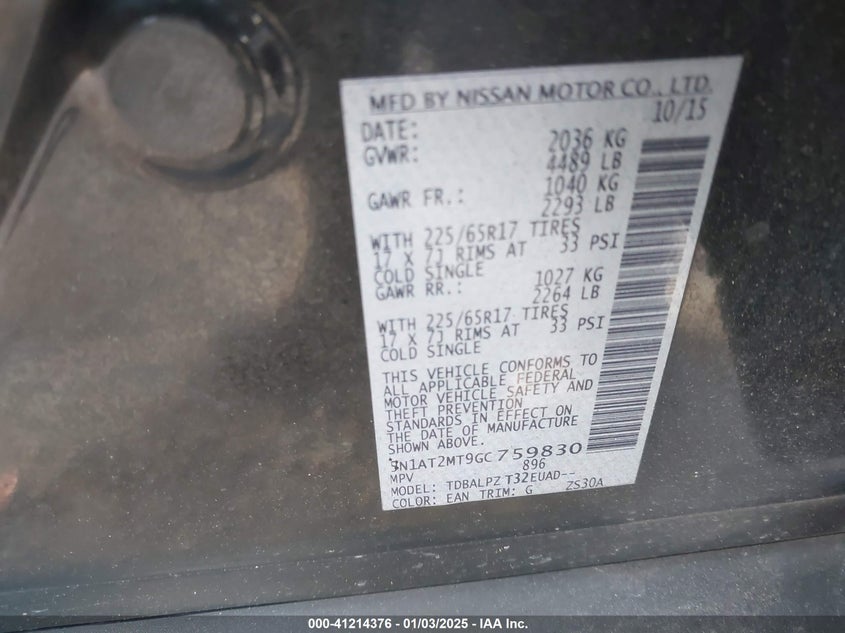 MFD BY NISSAN MOTOR CO., LTD.
DATE: 10/15
GVWR: 2036 KG
4489 LB
GAWR FR.: 1040 KG
2293 LB
WITH 225/65R17 TIRES
17 X 7J RIMS AT 33 PSI
COLD SINGLE
GAWR RR.: 1027 KG
2264 LB
WITH 225/65R17 TIRES
17 X 7J RIMS AT 33 PSI
COLD SINGLE
THIS VEHICLE CONFORMS TO
ALL APPLICABLE FEDERAL
MOTOR VEHICLE SAFETY AND
THEFT PREVENTION
STANDARDS IN EFFECT ON
THE DATE OF MANUFACTURE
SHOWN ABOVE.
5N1AT2MT9GC759830
MPV 896
MODEL: TDBALPZ T32EUAD--
COLOR: EAN TRIM: G ZS30A
000-41214376 - 01/03/2025 - IAA Inc.